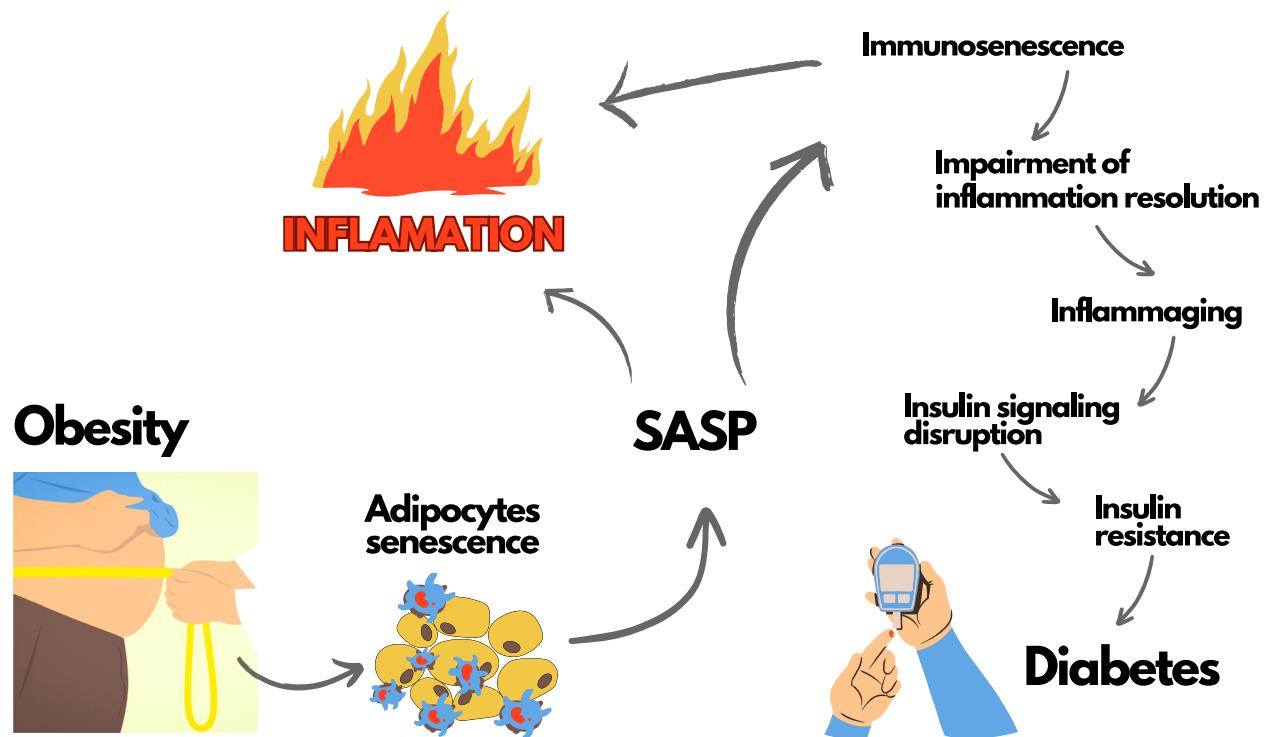 Immunosenescence
Impairment of
inflammation resolution
INFLAMATION
Inflammaging
Insulin signaling
disruption
Obesity
SASP
Adipocytes
senescence
Insulin
resistance
Diabetes